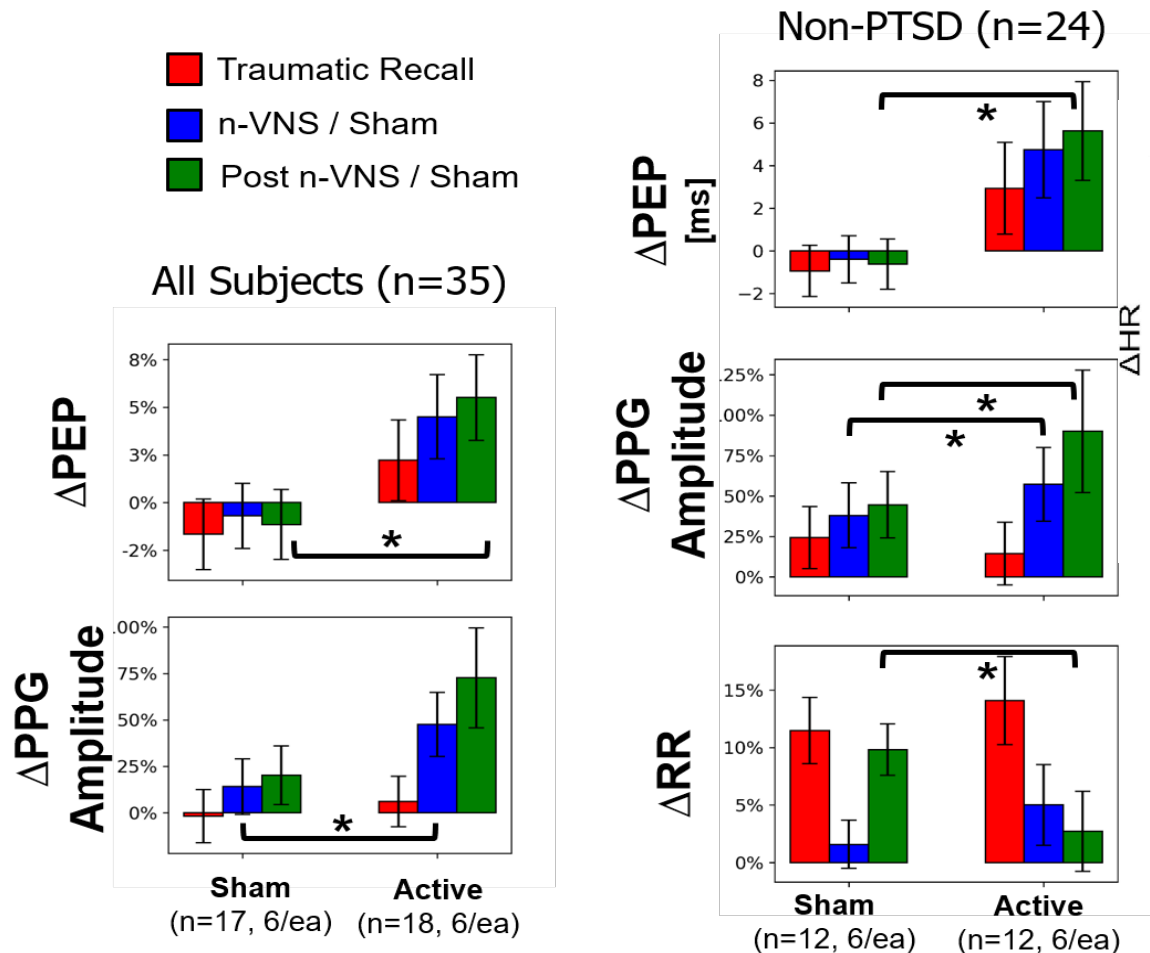 Traumatic Recall
n-VNS / Sham
Post n-VNS / Sham
All Subjects (n=35)
ΔPEP
8%
5%
3%
0%
-2%
*
ΔPPG
Amplitude
00%
75%
50%
25%
0%
*
Sham
Active
(n=17, 6/ea)
(n=18, 6/ea)
Non-PTSD (n=24)
ΔPEP
[ms]
8
6
4
2
0
−2
*
ΔHR
ΔPPG
Amplitude
25%
00%
75%
50%
25%
0%
*
*
ΔRR
15%
10%
5%
0%
*
Sham
Active
(n=12, 6/ea)
(n=12, 6/ea)